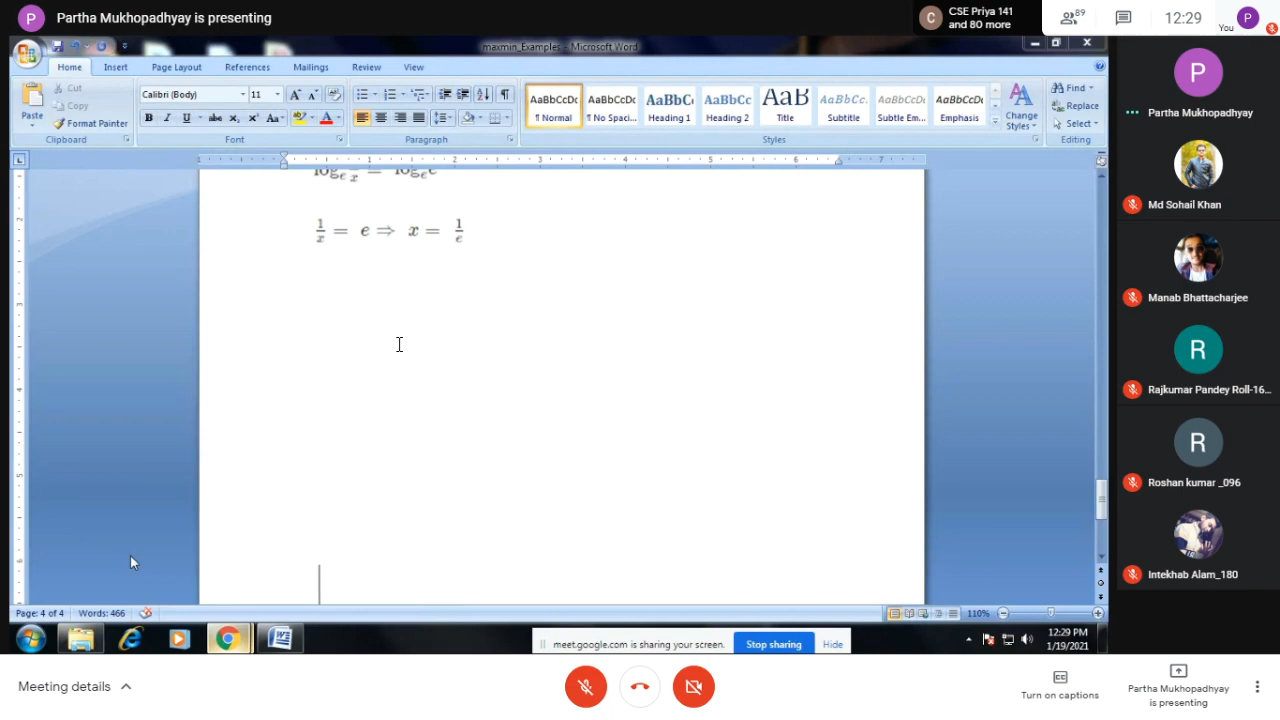 Partha Mukhopadhyay is presenting
CSE Priya 141
and 80 more
89
12:29
You
maxmin_Examples - Microsoft Word
Home Insert Page Layout References Mailings Review View
Paste
Cut
Copy
Format Painter
Clipboard
Calibri (Body) 11
Font
Paragraph
AaBbCcDc AaBbCcDc AaBbC AaBbCc AaB AaBbCc. AaBbCcDc AaBbCcDc
¶ Normal ¶ No Spaci... Heading 1 Heading 2 Title Subtitle Subtle Em... Emphasis
Change
Styles
Styles
Find
Replace
Select
Editing
1/x = e ⇒ x = 1/e
Page: 4 of 4 Words: 466
110%
meet.google.com is sharing your screen. Stop sharing Hide
12:29 PM
1/19/2021
P
Partha Mukhopadhyay
Md Sohail Khan
Manab Bhattacharjee
R
Rajkumar Pandey Roll-16...
R
Roshan kumar _096
Intekhab Alam_180
Meeting details
Turn on captions
Partha Mukhopadhyay
is presenting